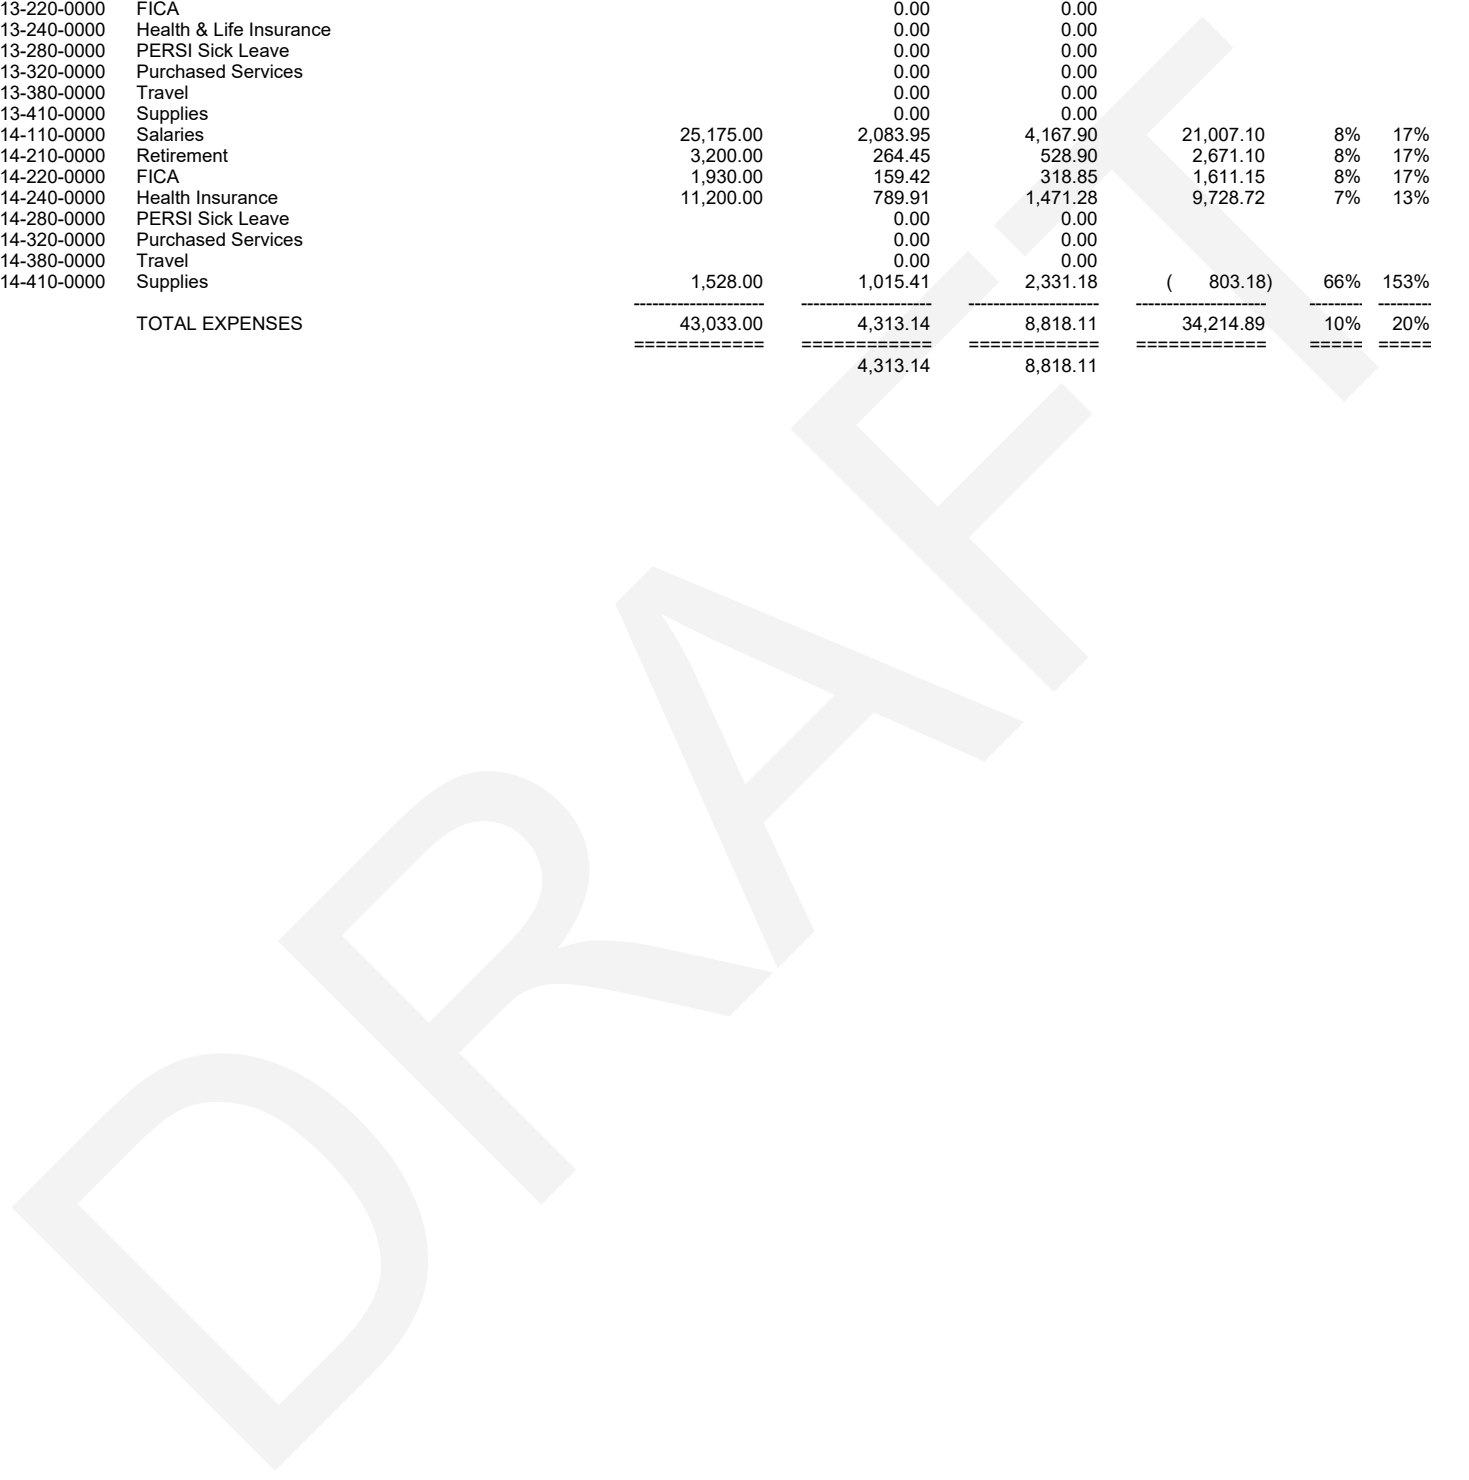 13-220-0000 FICA 0.00 0.00
13-240-0000 Health & Life Insurance 0.00 0.00
13-280-0000 PERSI Sick Leave 0.00 0.00
13-320-0000 Purchased Services 0.00 0.00
13-380-0000 Travel 0.00 0.00
13-410-0000 Supplies 0.00 0.00
14-110-0000 Salaries 25,175.00 2,083.95 4,167.90 21,007.10 8% 17%
14-210-0000 Retirement 3,200.00 264.45 528.90 2,671.10 8% 17%
14-220-0000 FICA 1,930.00 159.42 318.85 1,611.15 8% 17%
14-240-0000 Health Insurance 11,200.00 789.91 1,471.28 9,728.72 7% 13%
14-280-0000 PERSI Sick Leave 0.00 0.00
14-320-0000 Purchased Services 0.00 0.00
14-380-0000 Travel 0.00 0.00
14-410-0000 Supplies 1,528.00 1,015.41 2,331.18 ( 803.18) 66% 153%
--------------------- --------------------- --------------------- --------------------- -------- --------
TOTAL EXPENSES 43,033.00 4,313.14 8,818.11 34,214.89 10% 20%
============ ============ ============ ============ ===== =====
4,313.14 8,818.11
DRAFT